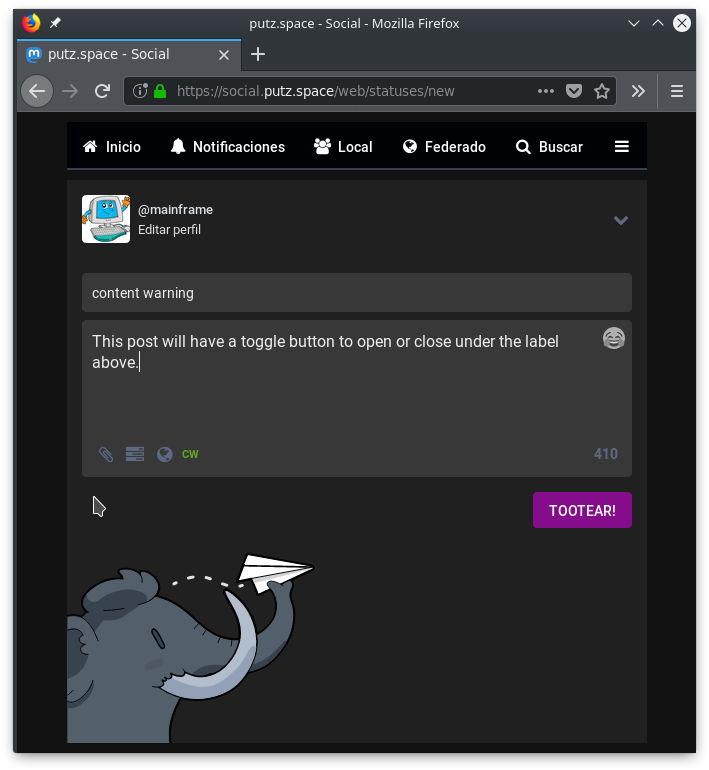 putz.space - Social - Mozilla Firefox
putz.space - Social
https://social.putz.space/web/statuses/new
Inicio Notificaciones Local Federado Buscar
@mainframe
Editar perfil
content warning
This post will have a toggle button to open or close under the label
above.
CW 410
TOOTEAR!